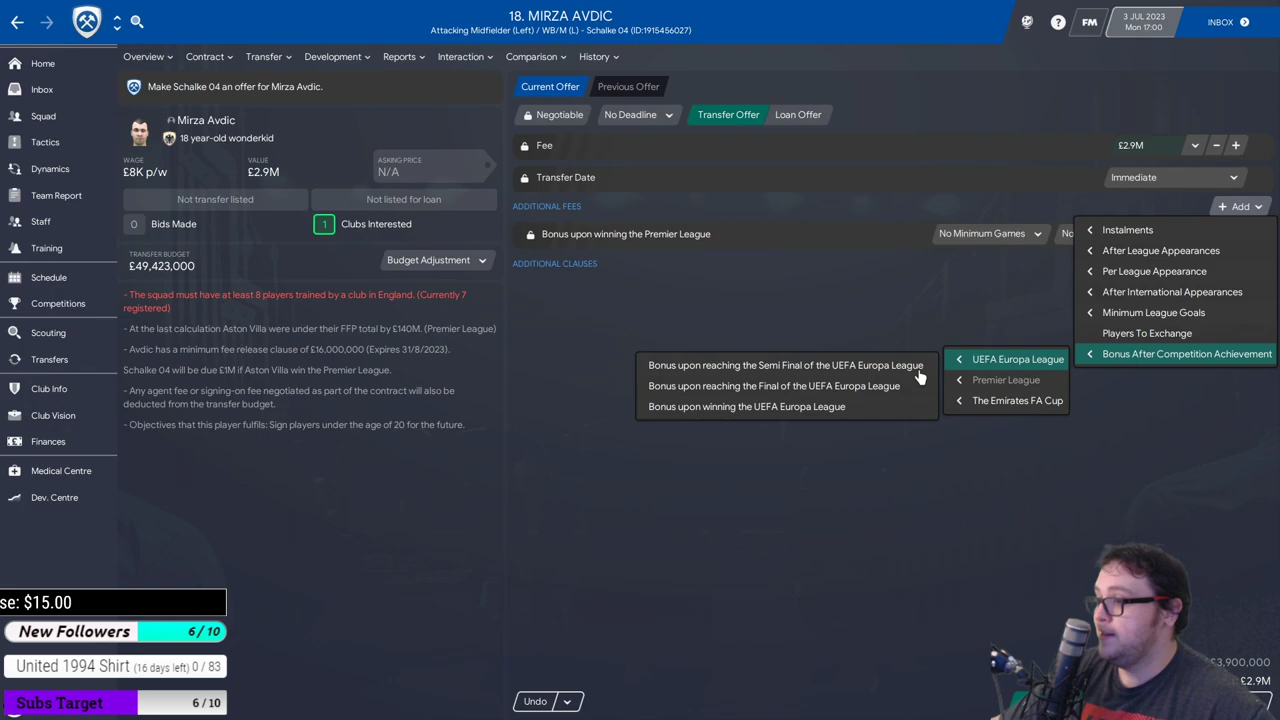 18. MIRZA AVDIC
Attacking Midfielder (Left) / WB/M (L) - Schalke 04 (ID:1915456027)
FM
3 JUL 2023
Mon 17:00
INBOX
Home
Inbox
Squad
Tactics
Dynamics
Team Report
Staff
Training
Schedule
Competitions
Scouting
Transfers
Club Info
Club Vision
Finances
Medical Centre
Dev. Centre
Overview
Contract
Transfer
Development
Reports
Interaction
Comparison
History
Make Schalke 04 an offer for Mirza Avdic.
Mirza Avdic
18 year-old wonderkid
WAGE
£8K p/w
VALUE
£2.9M
ASKING PRICE
N/A
Not transfer listed
Not listed for loan
0 Bids Made
1 Clubs Interested
TRANSFER BUDGET
£49,423,000
Budget Adjustment
- The squad must have at least 8 players trained by a club in England. (Currently 7
registered)
- At the last calculation Aston Villa were under their FFP total by £140M. (Premier League)
- Avdic has a minimum fee release clause of £16,000,000 (Expires 31/8/2023).
Schalke 04 will be due £1M if Aston Villa win the Premier League.
- Any agent fee or signing-on fee negotiated as part of the contract will also be
deducted from the transfer budget.
- Objectives that this player fulfils: Sign players under the age of 20 for the future.
Current Offer
Previous Offer
Negotiable
No Deadline
Transfer Offer
Loan Offer
Fee
£2.9M
Transfer Date
Immediate
ADDITIONAL FEES
+ Add
Bonus upon winning the Premier League
No Minimum Games
No
ADDITIONAL CLAUSES
Instalments
After League Appearances
Per League Appearance
After International Appearances
Minimum League Goals
Players To Exchange
Bonus After Competition Achievement
UEFA Europa League
Premier League
The Emirates FA Cup
Bonus upon reaching the Semi Final of the UEFA Europa League
Bonus upon reaching the Final of the UEFA Europa League
Bonus upon winning the UEFA Europa League
se: $15.00
New Followers 6 / 10
United 1994 Shirt (16 days left) 0 / 83
Subs Target 6 / 10
Undo
£3,900,000
£2.9M